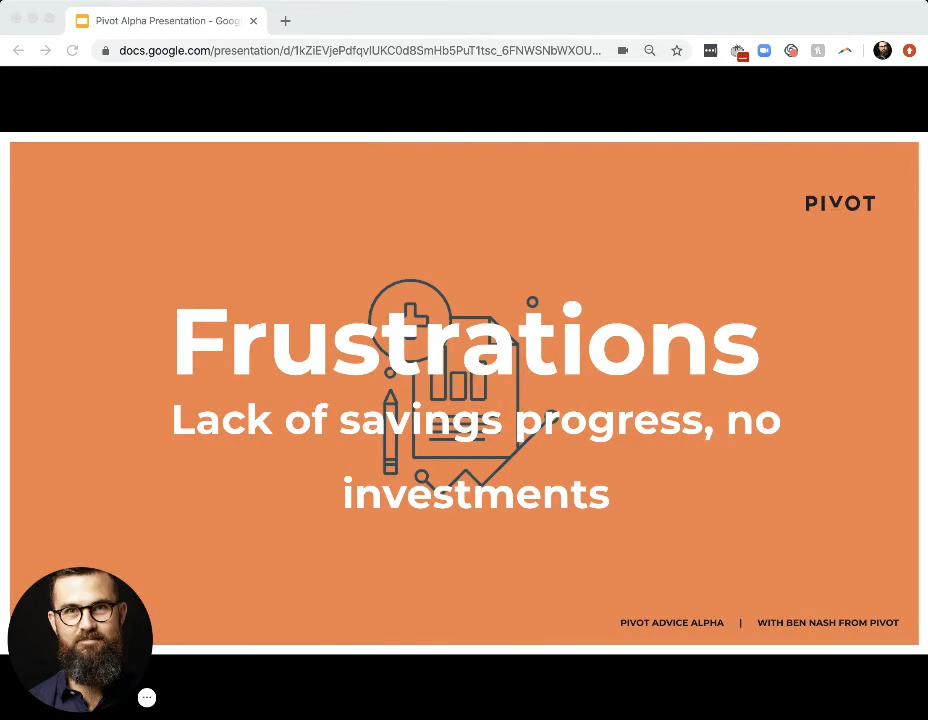 Pivot Alpha Presentation - Goog
docs.google.com/presentation/d/1kZiEVjePdfqvIUKC0d8SmHb5PuT1tsc_6FNWSNbWXOU...
PIVOT
Frustrations
Lack of savings progress, no
investments
PIVOT ADVICE ALPHA | WITH BEN NASH FROM PIVOT